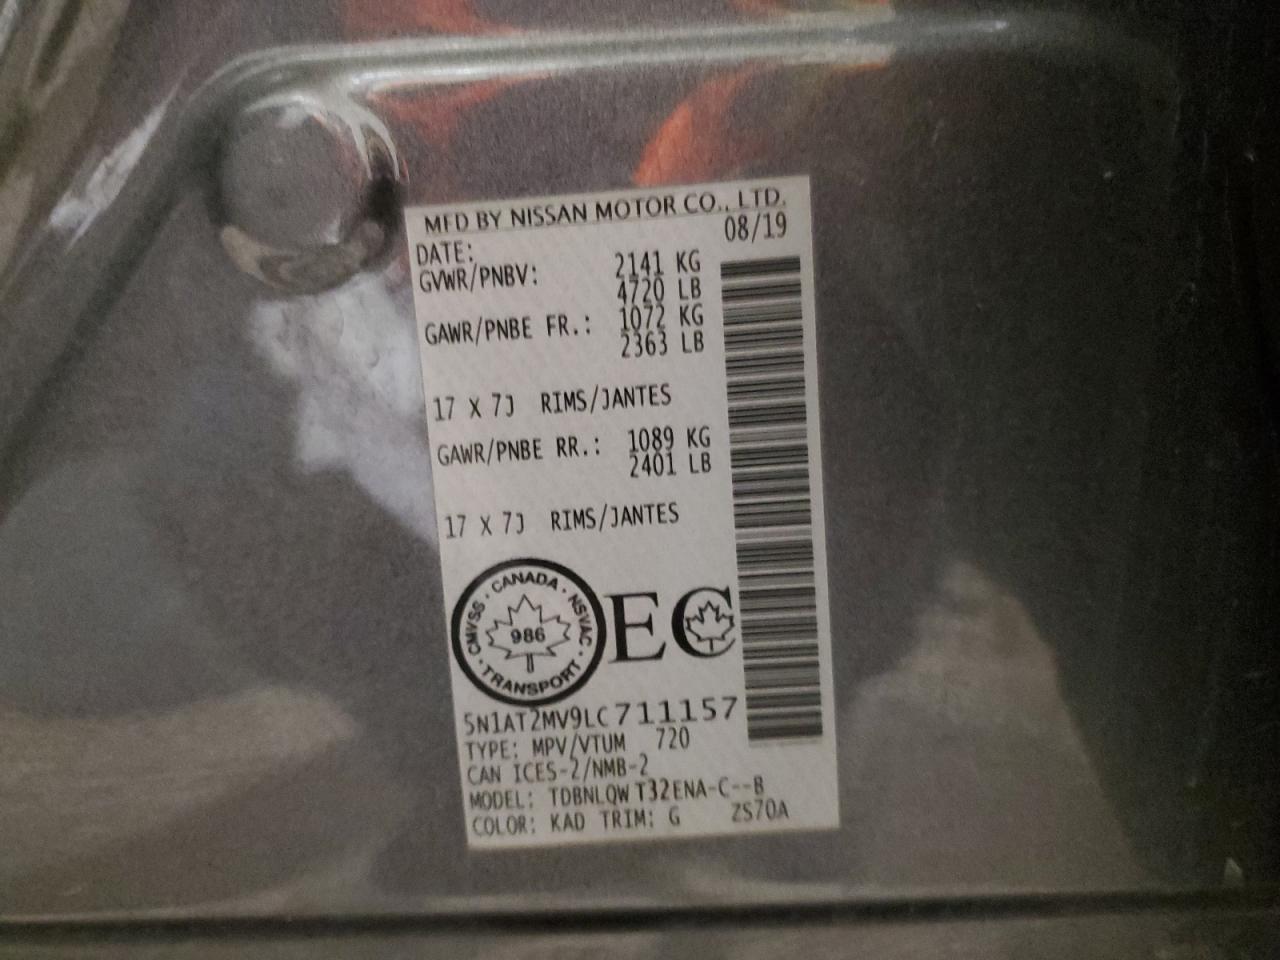 MFD BY NISSAN MOTOR CO., LTD.
DATE: 08/19
GVWR/PNBV: 2141 KG
4720 LB
GAWR/PNBE FR.: 1072 KG
2363 LB
17 X 7J RIMS/JANTES
GAWR/PNBE RR.: 1089 KG
2401 LB
17 X 7J RIMS/JANTES
CMVSS · CANADA · NSVAC · TRANSPORT ·
986
EC
5N1AT2MV9LC711157
TYPE: MPV/VTUM 720
CAN ICES-2/NMB-2
MODEL: TDBNLQW T32ENA-C--B
COLOR: KAD TRIM: G ZS70A